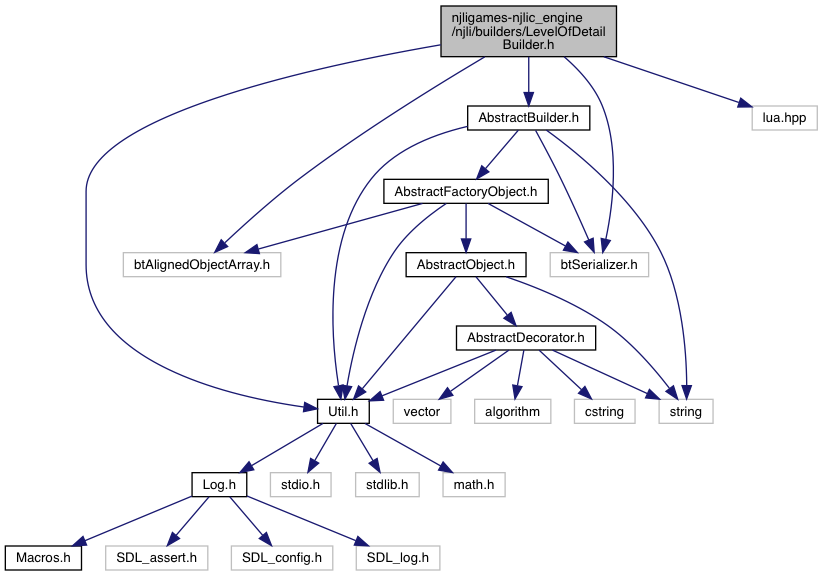 njligames-njlic_engine
/njli/builders/LevelOfDetail
Builder.h
AbstractBuilder.h
lua.hpp
AbstractFactoryObject.h
btAlignedObjectArray.h
AbstractObject.h
btSerializer.h
AbstractDecorator.h
Util.h
vector
algorithm
cstring
string
Log.h
stdio.h
stdlib.h
math.h
Macros.h
SDL_assert.h
SDL_config.h
SDL_log.h